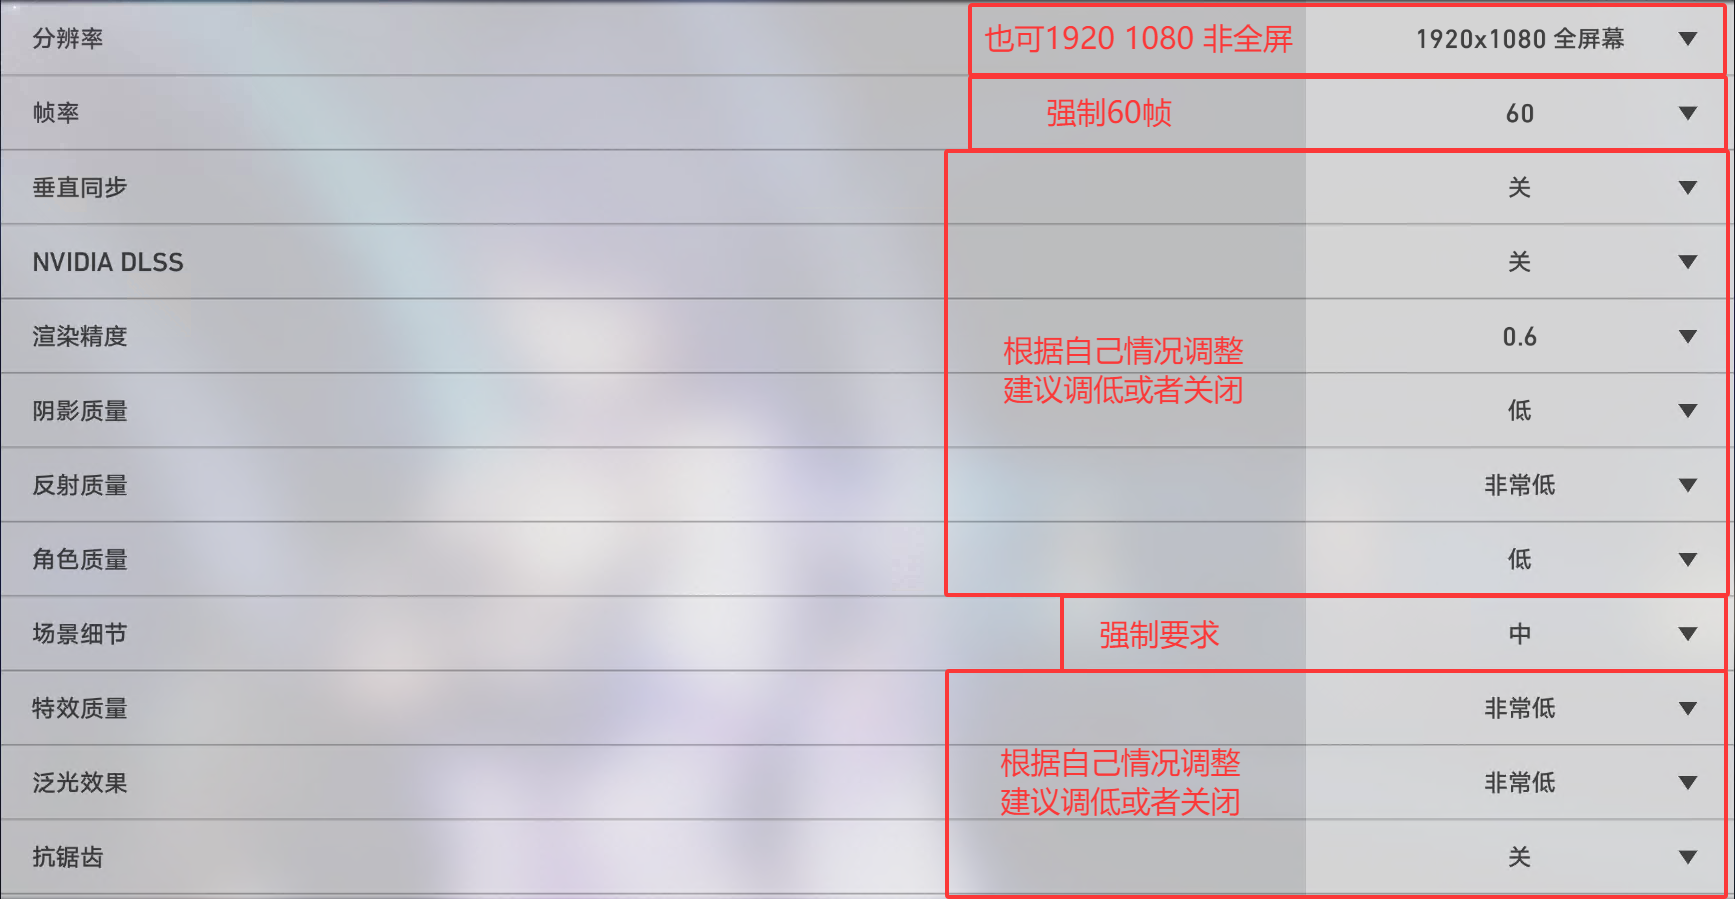 分辨率 也可1920 1080 非全屏 1920x1080 全屏幕
帧率 强制60帧 60
垂直同步 关
NVIDIA DLSS 关
渲染精度 0.6
根据自己情况调整
建议调低或者关闭
阴影质量 低
反射质量 非常低
角色质量 低
场景细节 强制要求 中
特效质量 非常低
根据自己情况调整
泛光效果 非常低
建议调低或者关闭
抗锯齿 关